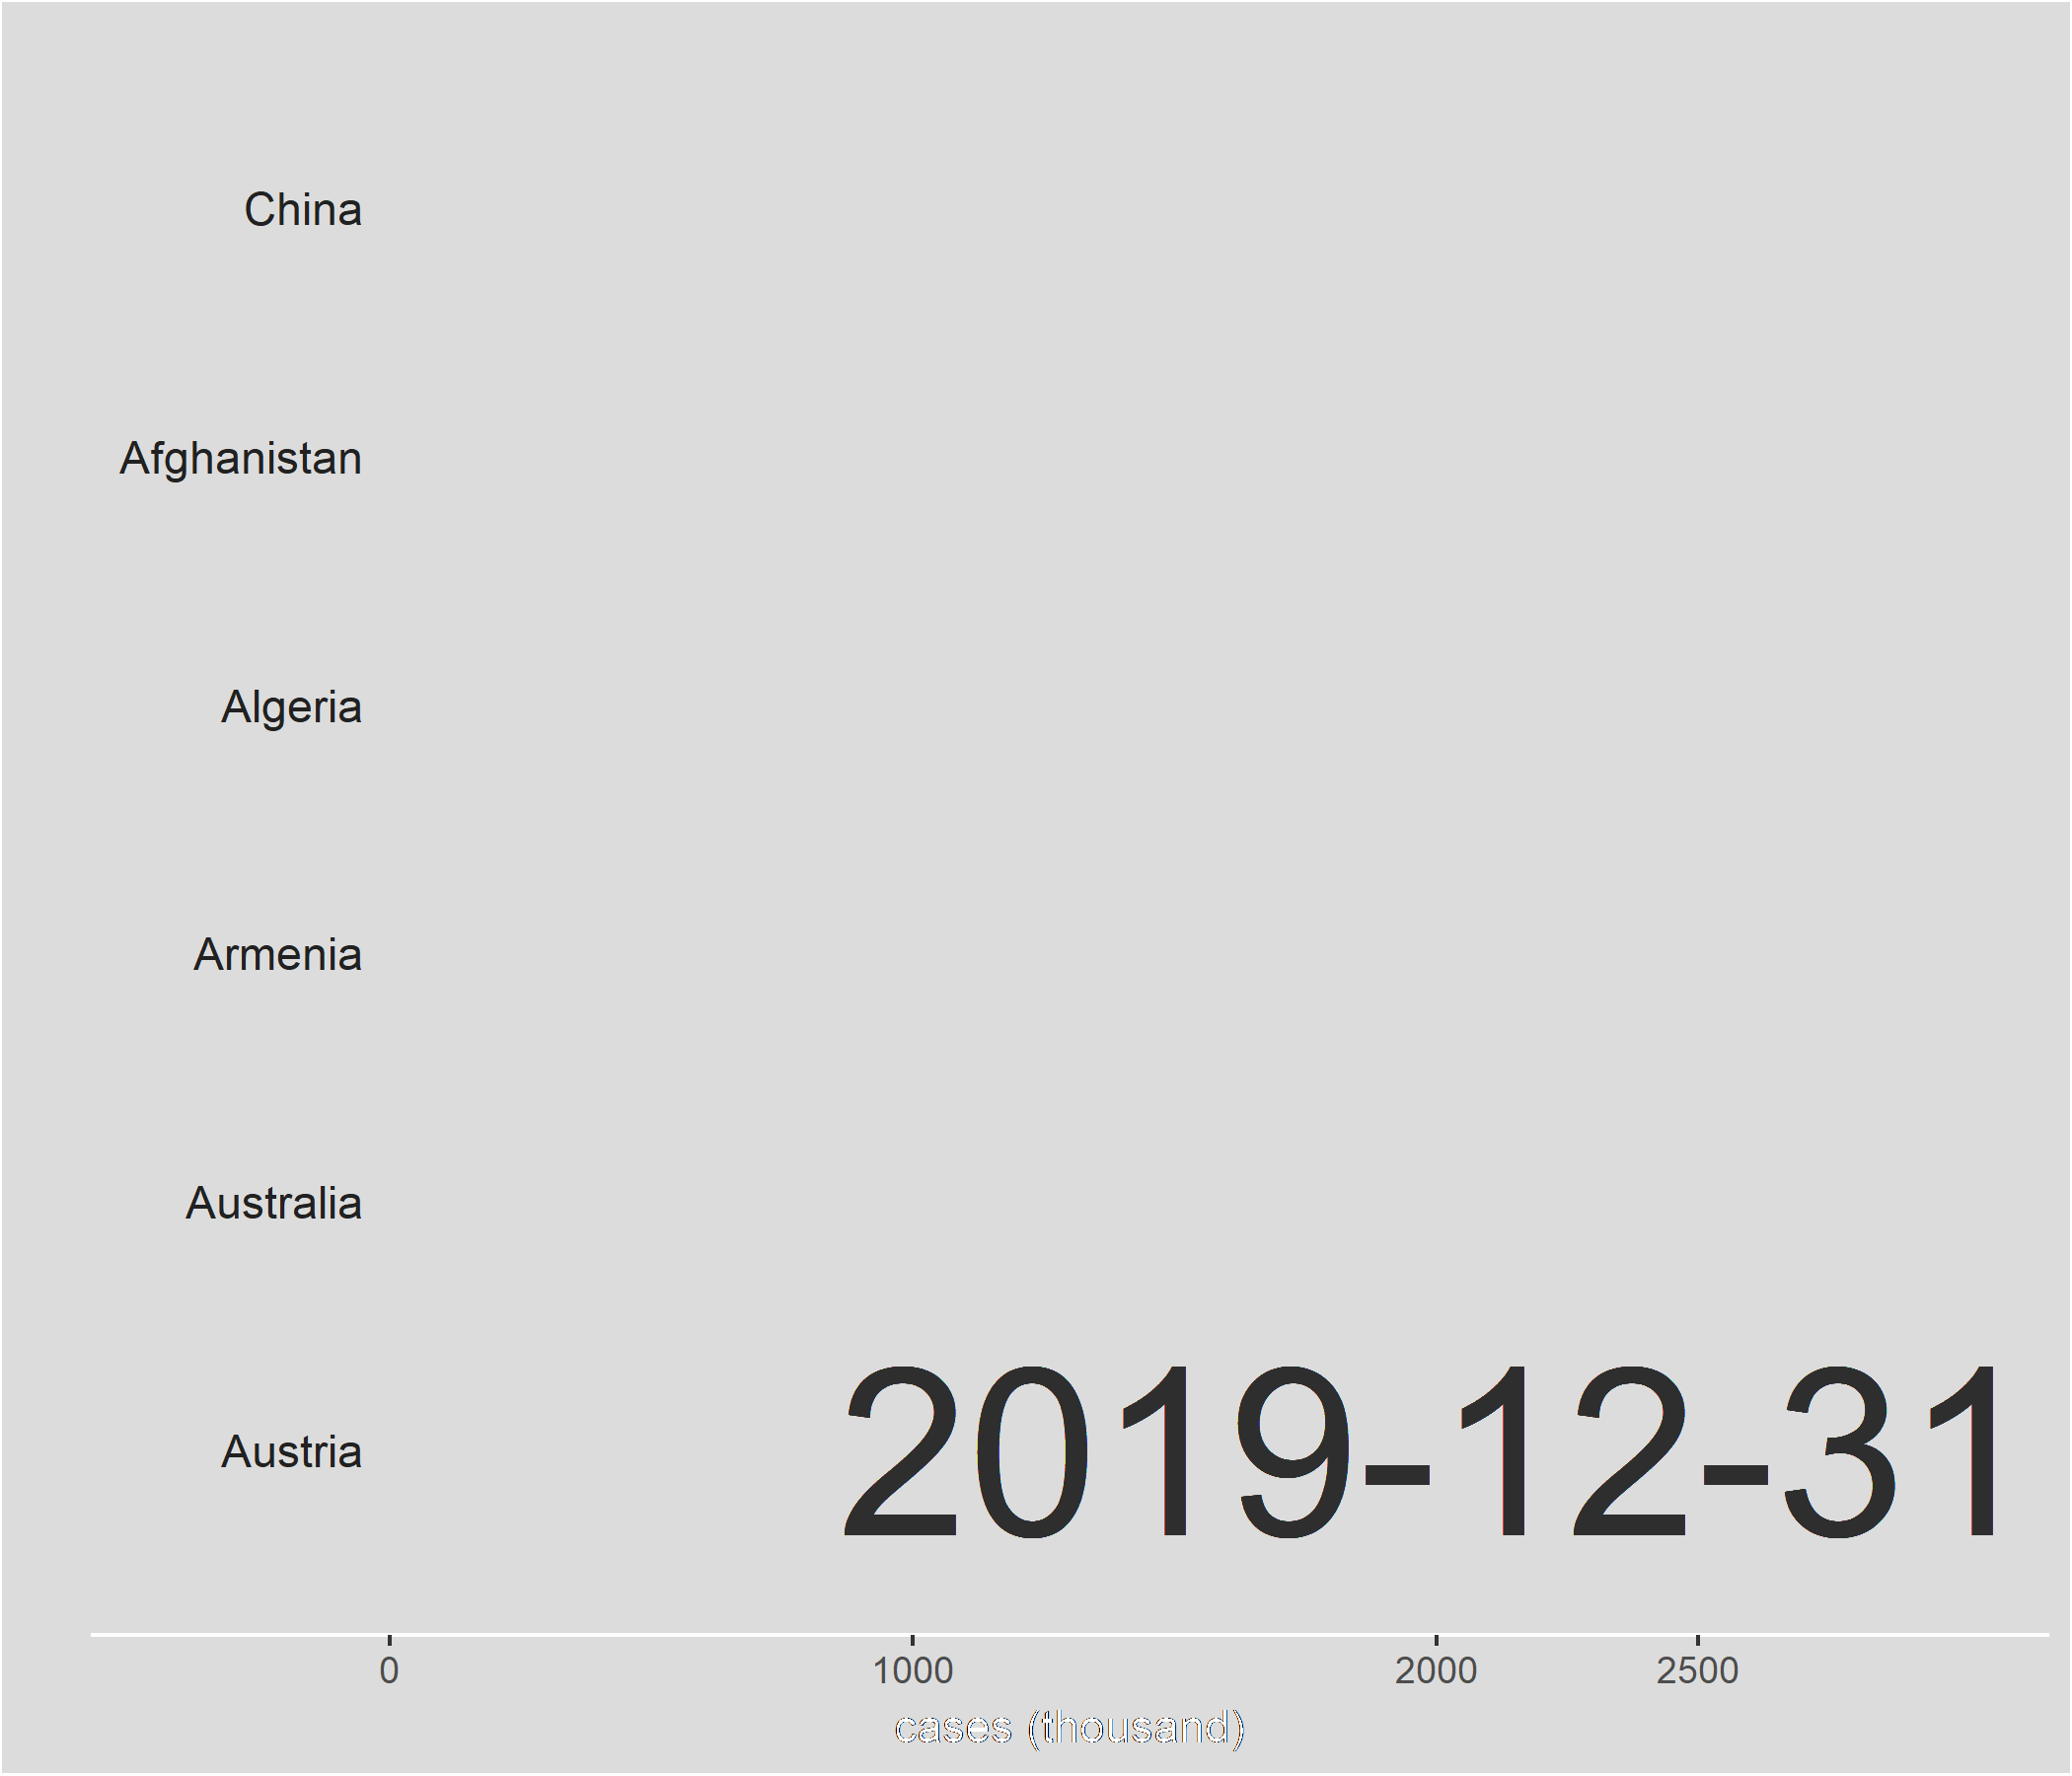 China
Afghanistan
Algeria
Armenia
Australia
Austria
2019-12-31
0 1000 2000 2500
cases (thousand)